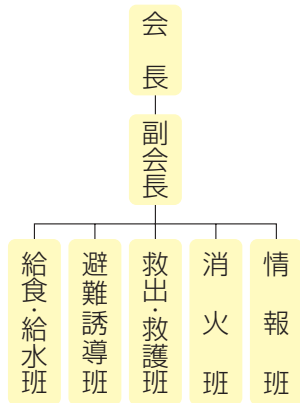 会長
副会長
情報班
消火班
救出・救護班
避難誘導班
給食・給水班